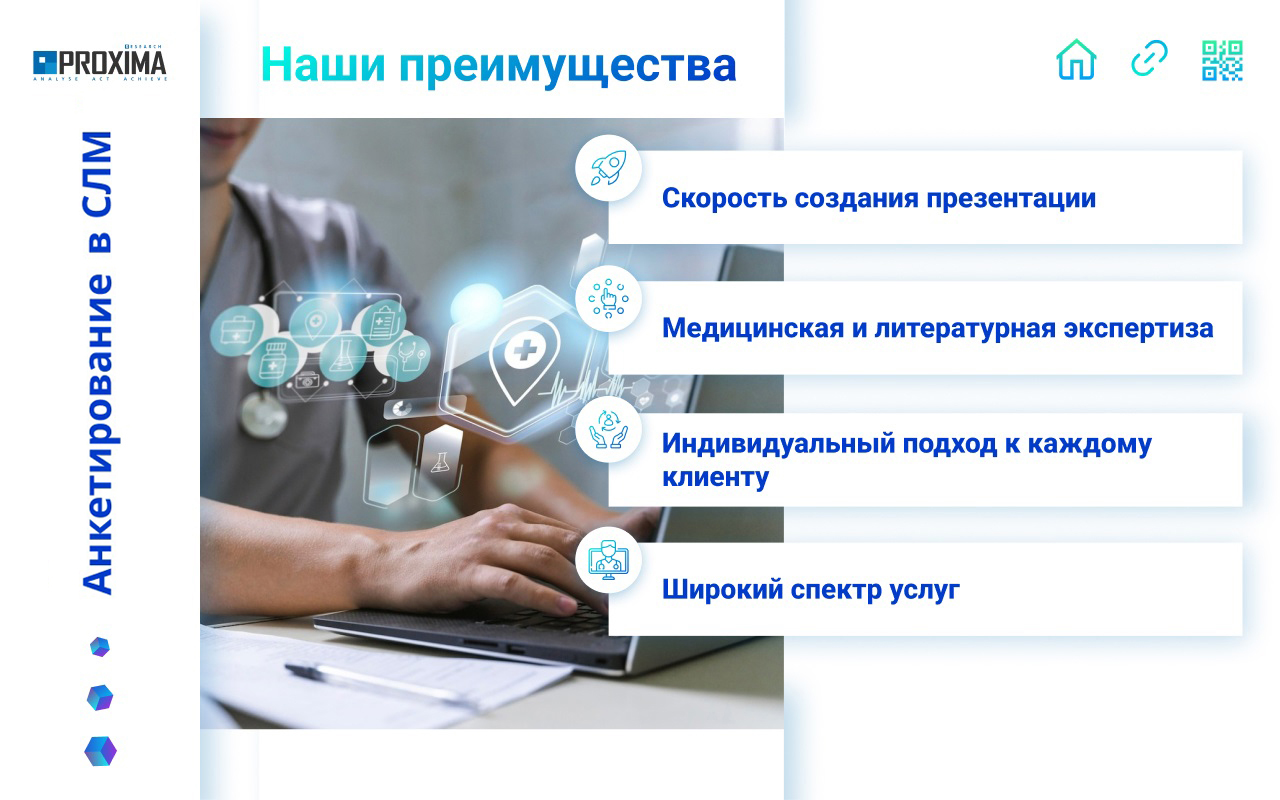 RESEARCH
PROXIMA
ANALYSE ACT ACHIEVE
Анкетирование в СЛМ
Наши преимущества
Скорость создания презентации
Медицинская и литературная экспертиза
Индивидуальный подход к каждому
клиенту
Широкий спектр услуг